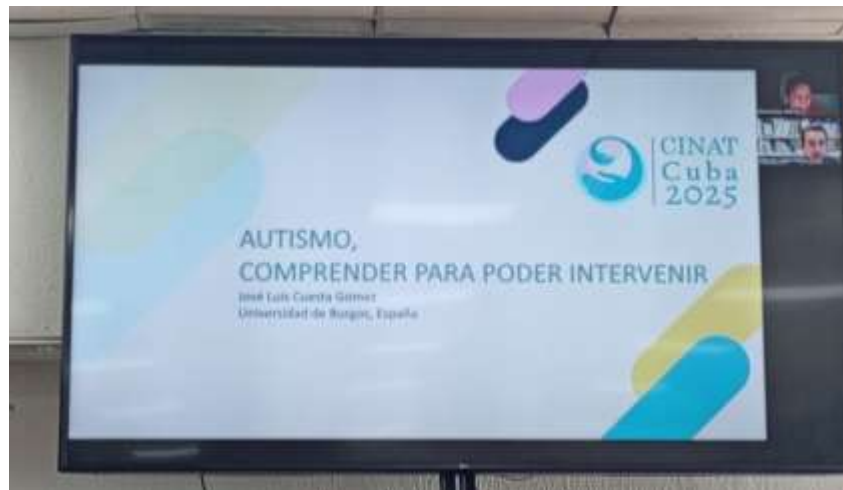 CINAT
Cuba
2025
AUTISMO,
COMPRENDER PARA PODER INTERVENIR
José Luis Cuesta Gómez
Universidad de Burgos, España